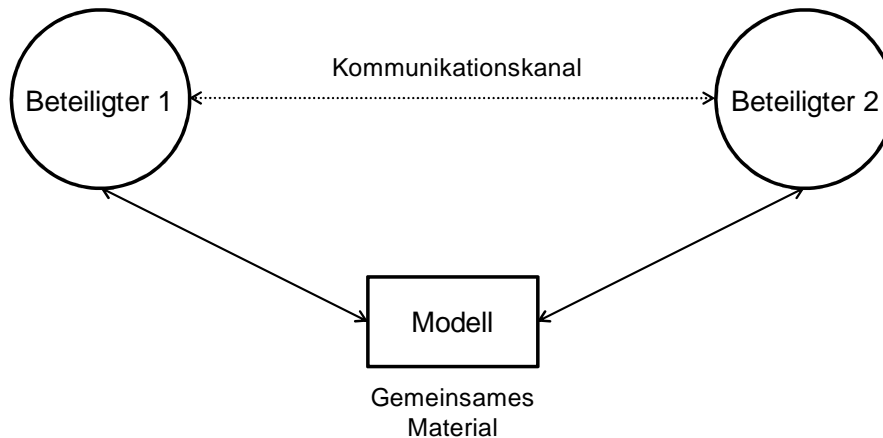 Kommunikationskanal
Beteiligter 1
Beteiligter 2
Modell
Gemeinsames
Material